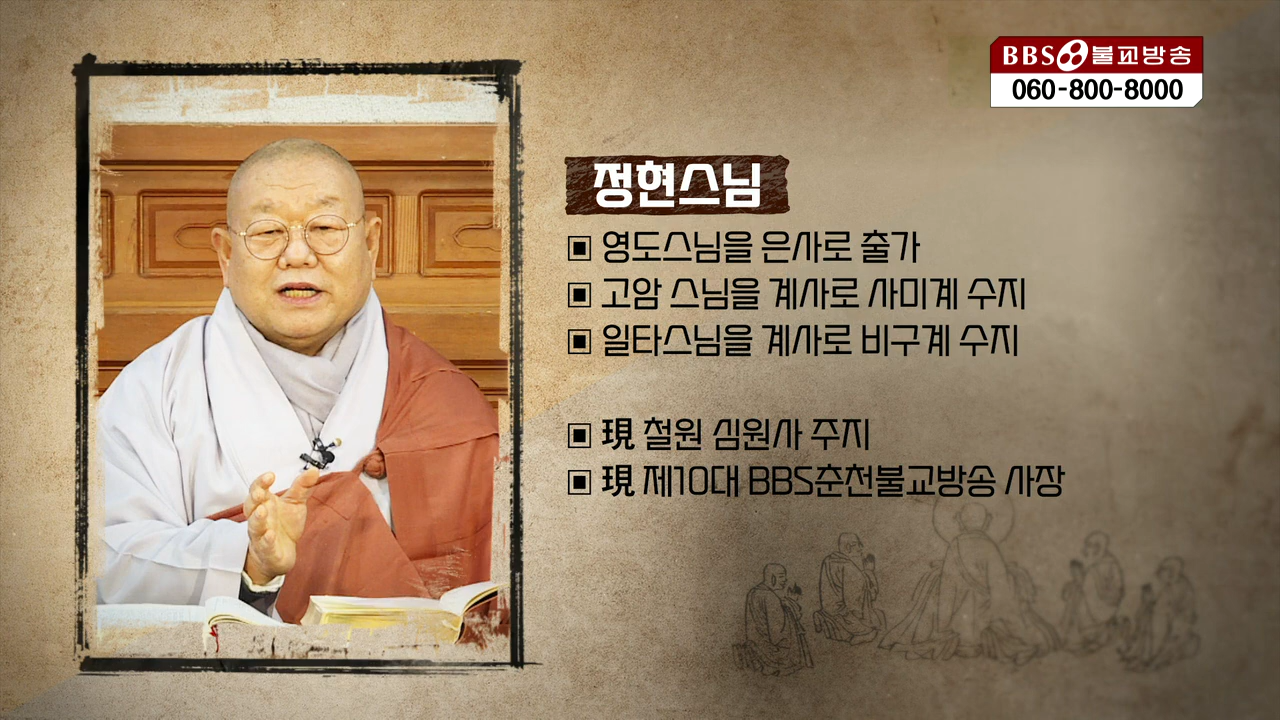 BBS 불교방송
060-800-8000
정현스님
▣ 영도스님을 은사로 출가
▣ 고암 스님을 계사로 사미계 수지
▣ 일타스님을 계사로 비구계 수지
▣ 現 철원 심원사 주지
▣ 現 제10대 BBS춘천불교방송 사장